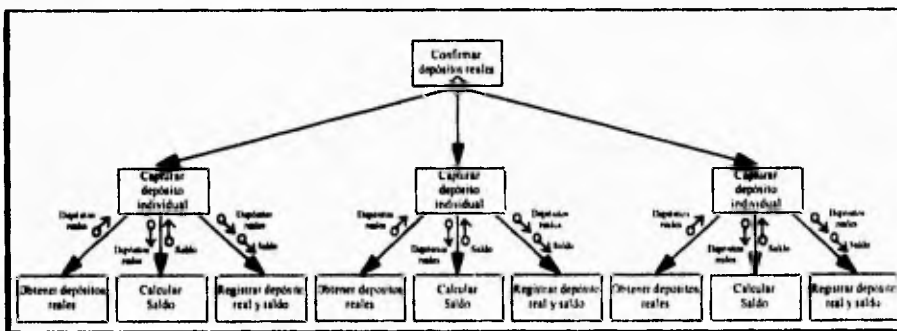 Confirmar
depósitos reales
Capturar
depósito
individual
Capturar
depósito
individual
Capturar
depósito
individual
Depósitos
reales
Depósitos
reales
Saldo
Depósitos
reales
Saldo
Depósitos
reales
Depósitos
reales
Saldo
Depósitos
reales
Saldo
Depósitos
reales
Depósitos
reales
Saldo
Depósitos
reales
Saldo
Obtener depósitos
reales
Calcular
Saldo
Registrar depósito
real y saldo
Obtener depósitos
reales
Calcular
Saldo
Registrar depósito
real y saldo
Obtener depósitos
reales
Calcular
Saldo
Registrar depósito
real y saldo